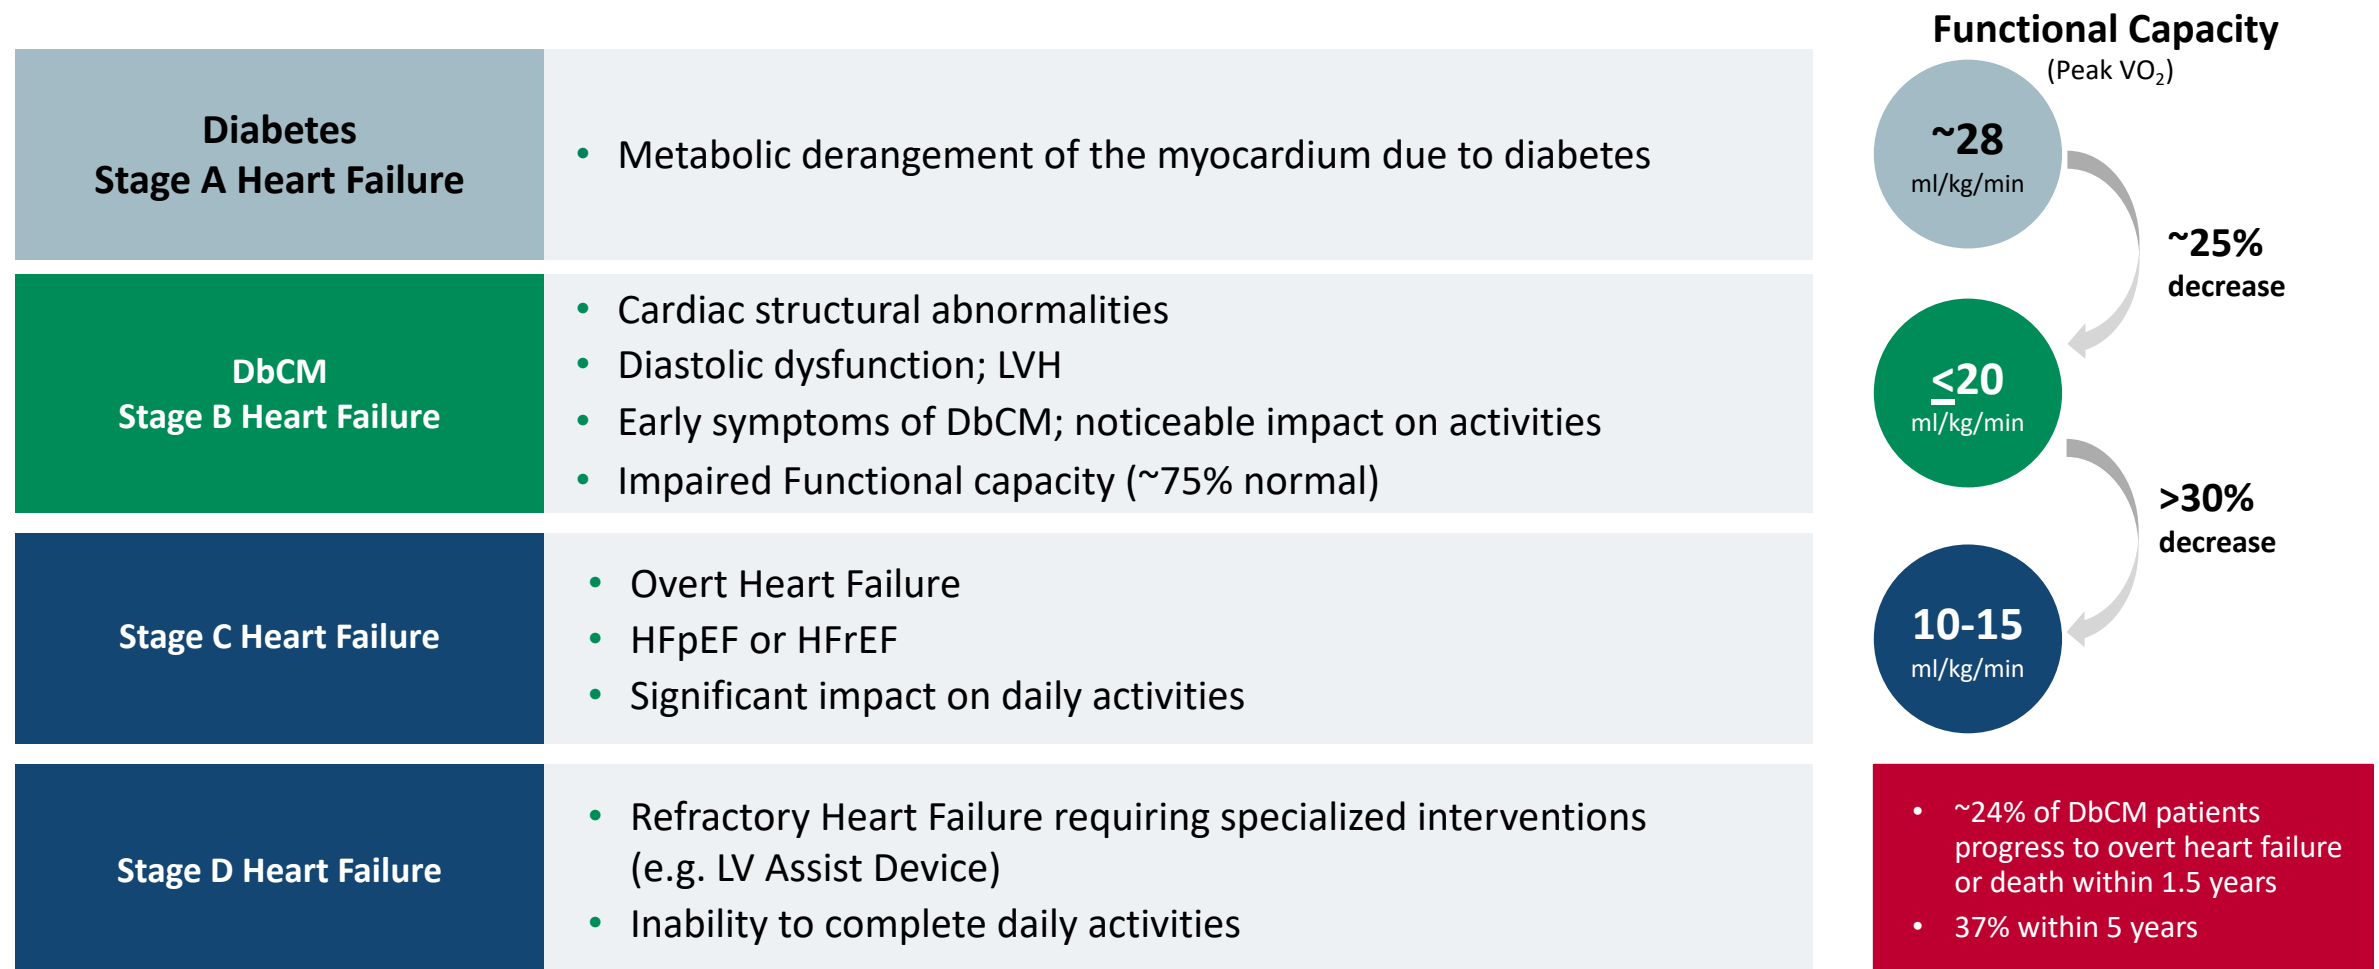 Functional Capacity
(Peak VO₂)
Diabetes
Stage A Heart Failure
• Metabolic derangement of the myocardium due to diabetes
~28
ml/kg/min
~25%
decrease
DbCM
Stage B Heart Failure
• Cardiac structural abnormalities
• Diastolic dysfunction; LVH
• Early symptoms of DbCM; noticeable impact on activities
• Impaired Functional capacity (~75% normal)
≤20
ml/kg/min
>30%
decrease
Stage C Heart Failure
• Overt Heart Failure
• HFpEF or HFrEF
• Significant impact on daily activities
10-15
ml/kg/min
Stage D Heart Failure
• Refractory Heart Failure requiring specialized interventions
(e.g. LV Assist Device)
• Inability to complete daily activities
• ~24% of DbCM patients
progress to overt heart failure
or death within 1.5 years
• 37% within 5 years